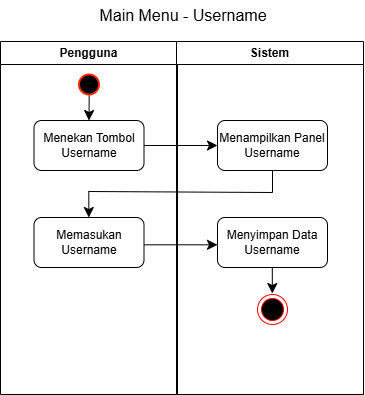 Main Menu - Username
Pengguna
Sistem
Menekan Tombol
Username
Menampilkan Panel
Username
Memasukan
Username
Menyimpan Data
Username